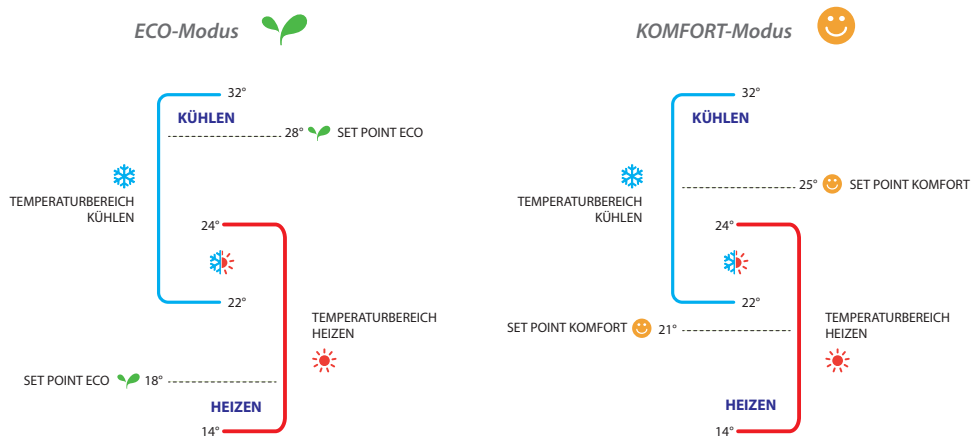 ECO-Modus
32°
KÜHLEN
28° SET POINT ECO
TEMPERATURBEREICH
KÜHLEN
24°
22°
TEMPERATURBEREICH
HEIZEN
SET POINT ECO 18°
HEIZEN
14°
KOMFORT-Modus
32°
KÜHLEN
25° SET POINT KOMFORT
TEMPERATURBEREICH
KÜHLEN
24°
22°
TEMPERATURBEREICH
HEIZEN
SET POINT KOMFORT 21°
HEIZEN
14°